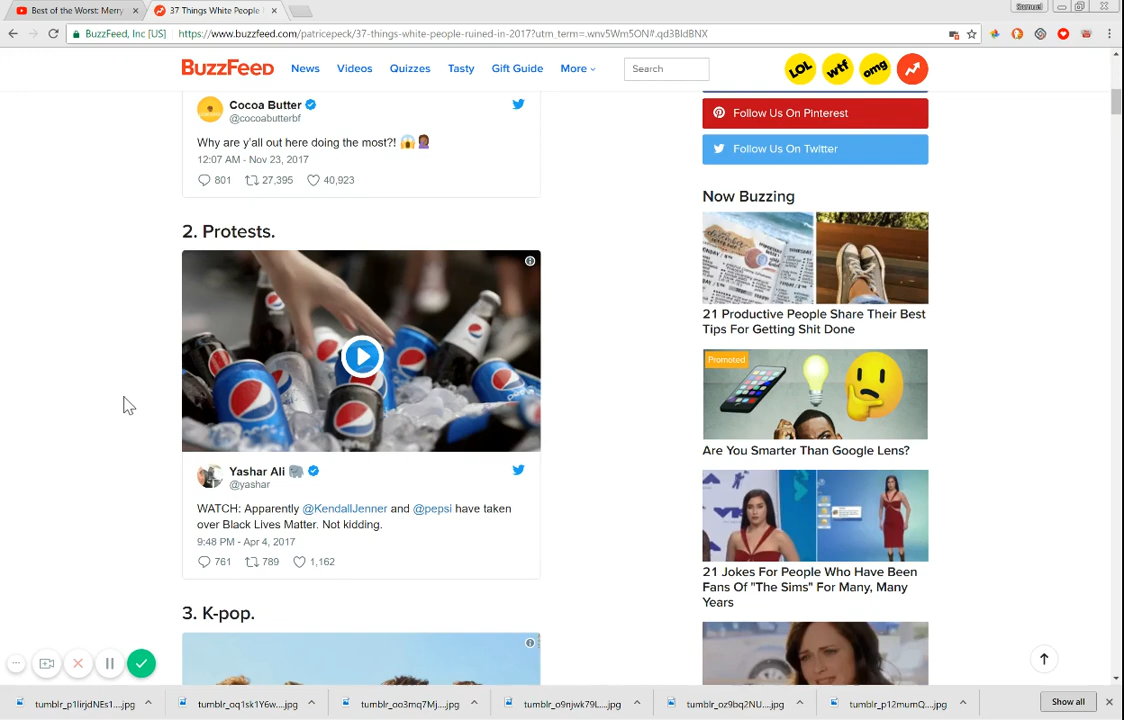 Best of the Worst: Merry
37 Things White People
Samuel
BuzzFeed, Inc [US]
https://www.buzzfeed.com/patricepeck/37-things-white-people-ruined-in-2017?utm_term=.wnv5Wm5ON#.qd3BldBNX
BuzzFeed
News
Videos
Quizzes
Tasty
Gift Guide
More
Search
LOL
wtf
omg
Cocoa Butter
@cocoabutterbf
Why are y'all out here doing the most?!
12:07 AM - Nov 23, 2017
801
27,395
40,923
2. Protests.
Yashar Ali
@yashar
WATCH: Apparently @KendallJenner and @pepsi have taken
over Black Lives Matter. Not kidding.
9:48 PM - Apr 4, 2017
761
789
1,162
3. K-pop.
Follow Us On Pinterest
Follow Us On Twitter
Now Buzzing
21 Productive People Share Their Best
Tips For Getting Shit Done
Promoted
Are You Smarter Than Google Lens?
21 Jokes For People Who Have Been
Fans Of "The Sims" For Many, Many
Years
tumblr_p1lirjdNEs1....jpg
tumblr_oq1sk1Y6w....jpg
tumblr_oo3mq7Mj....jpg
tumblr_o9njwk79L....jpg
tumblr_oz9bq2NU....jpg
tumblr_p12mumQ....jpg
Show all